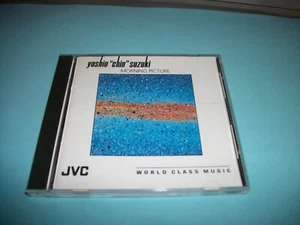 yoshio "chin" suzuki
MORNING PICTURE
JVC
WORLD CLASS MUSIC